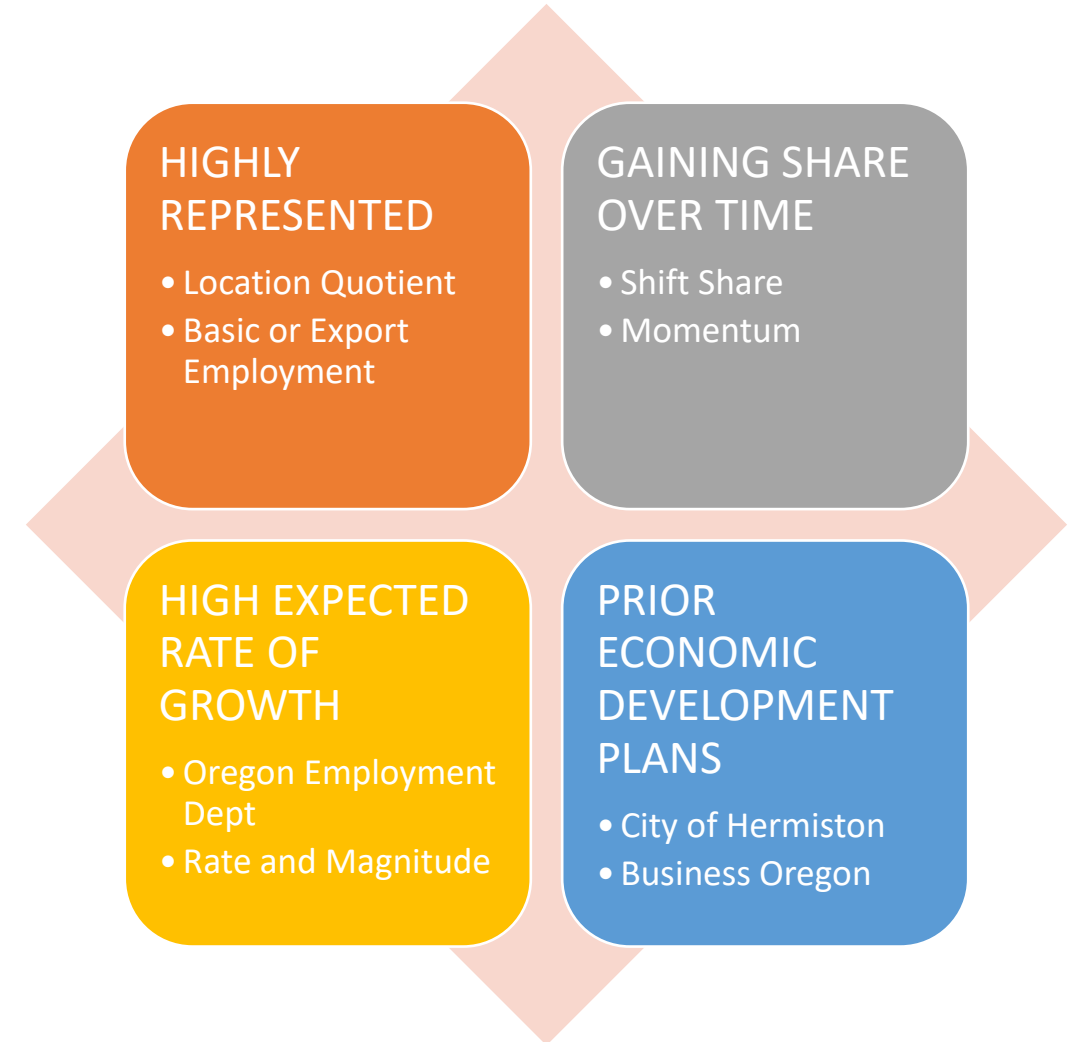 HIGHLY
REPRESENTED
• Location Quotient
• Basic or Export
Employment
GAINING SHARE
OVER TIME
• Shift Share
• Momentum
HIGH EXPECTED
RATE OF
GROWTH
• Oregon Employment
Dept
• Rate and Magnitude
PRIOR
ECONOMIC
DEVELOPMENT
PLANS
• City of Hermiston
• Business Oregon